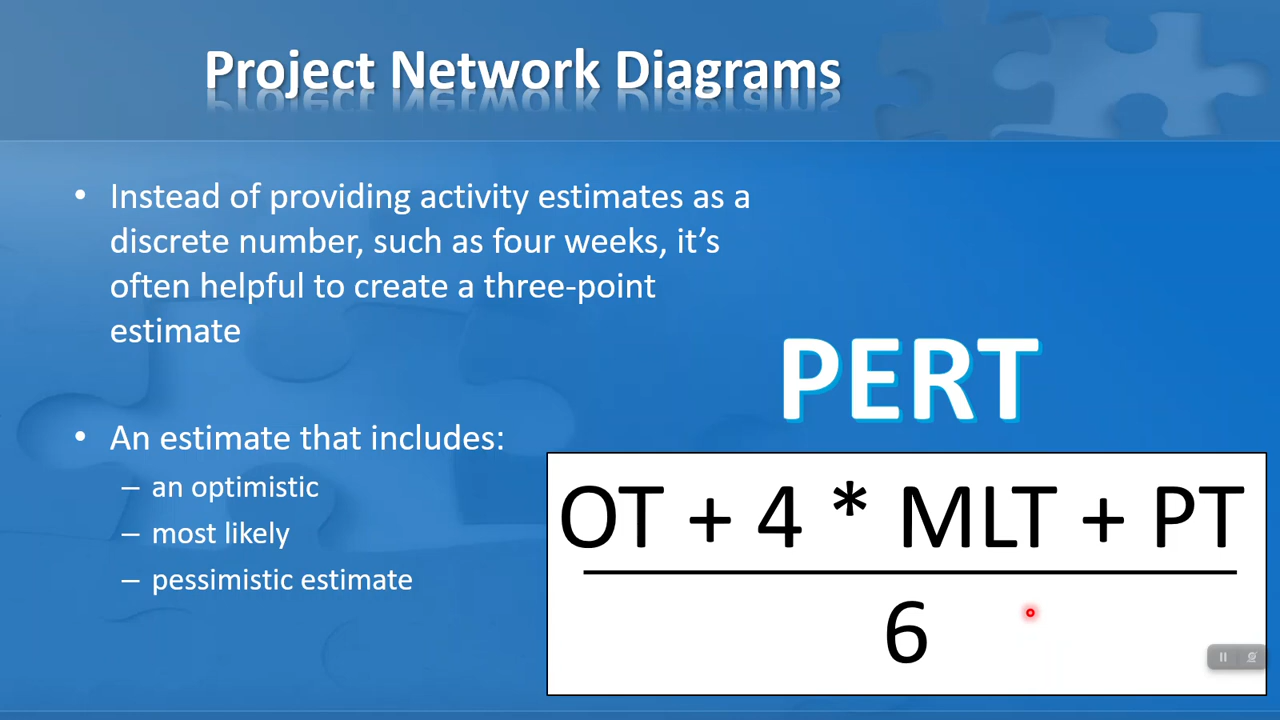 Project Network Diagrams
• Instead of providing activity estimates as a
discrete number, such as four weeks, it’s
often helpful to create a three-point
estimate
• An estimate that includes:
– an optimistic
– most likely
– pessimistic estimate
PERT
OT + 4 * MLT + PT
6